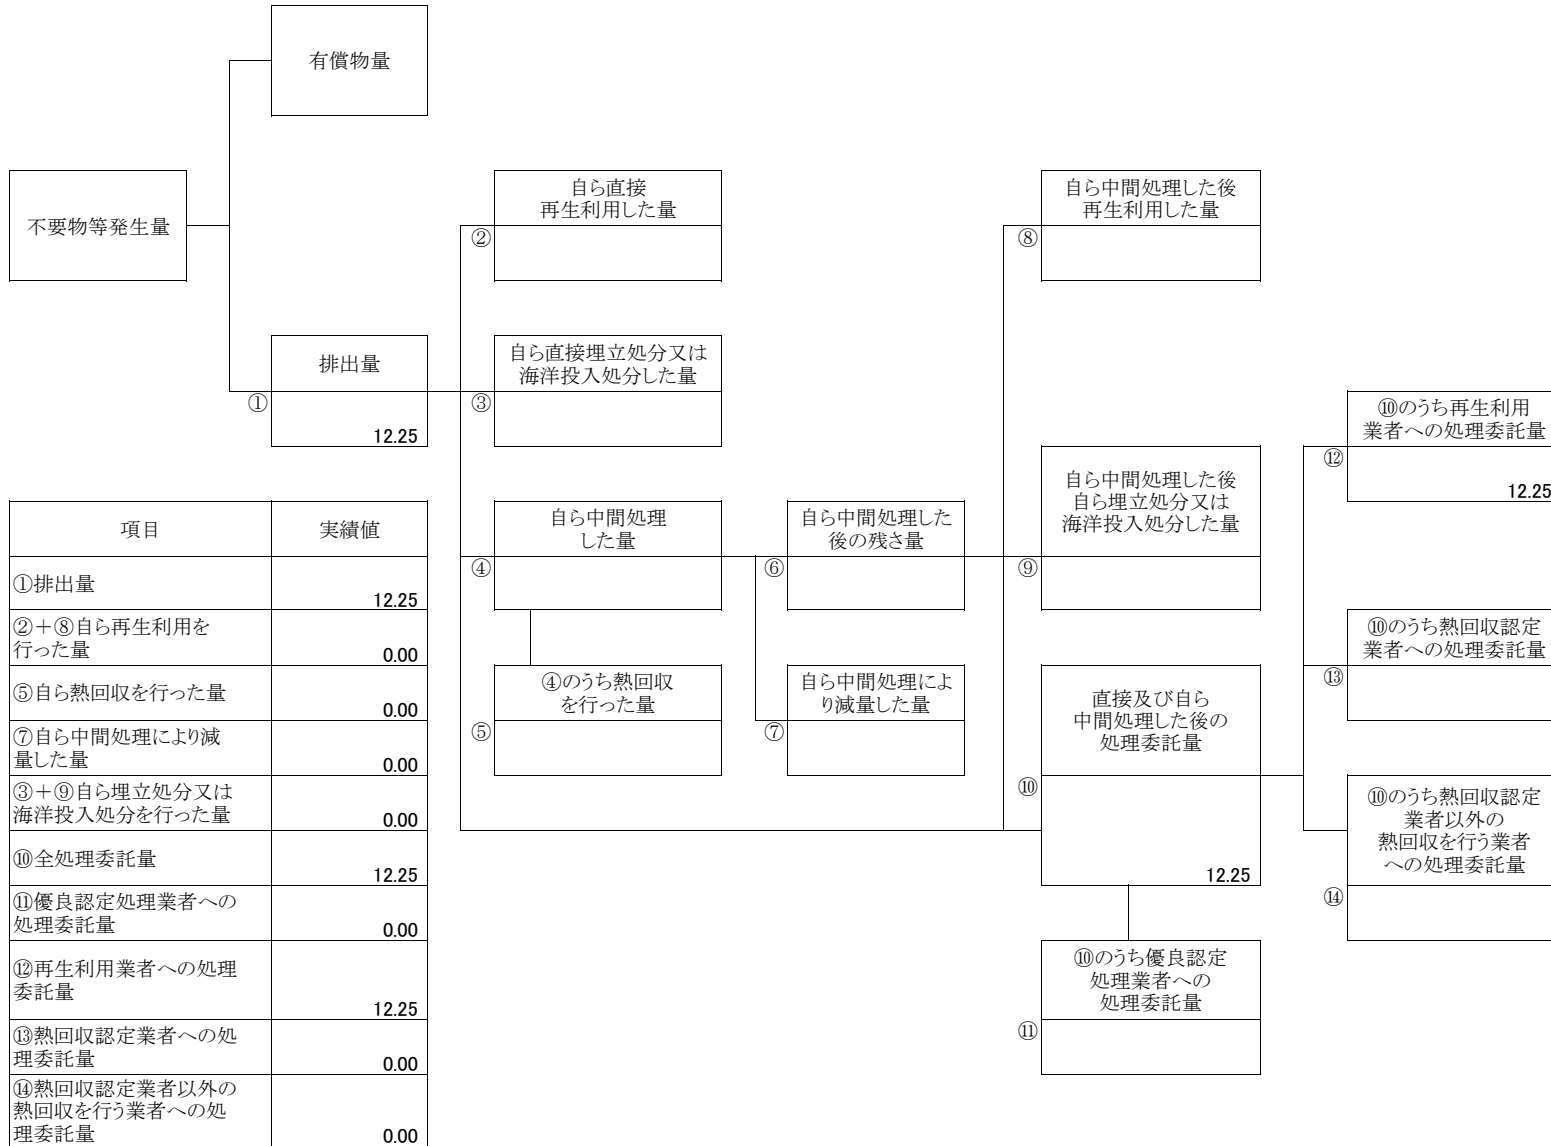 有償物量
不要物等発生量
自ら直接
再生利用した量
②
自ら中間処理した後
再生利用した量
⑧
排出量
①
12.25
自ら直接埋立処分又は
海洋投入処分した量
③
⑩のうち再生利用
業者への処理委託量
⑫
12.25
自ら中間処理
した量
④
自ら中間処理した
後の残さ量
⑥
自ら中間処理した後
自ら埋立処分又は
海洋投入処分した量
⑨
④のうち熱回収
を行った量
⑤
自ら中間処理によ
り減量した量
⑦
直接及び自ら
中間処理した後の
処理委託量
⑩
12.25
⑩のうち熱回収認定
業者への処理委託量
⑬
⑩のうち熱回収認定
業者以外の
熱回収を行う業者
への処理委託量
⑭
⑩のうち優良認定
処理業者への
処理委託量
⑪
項目
実績値
①排出量
12.25
②＋⑧自ら再生利用を
行った量
0.00
⑤自ら熱回収を行った量
0.00
⑦自ら中間処理により減
量した量
0.00
③＋⑨自ら埋立処分又は
海洋投入処分を行った量
0.00
⑩全処理委託量
12.25
⑪優良認定処理業者への
処理委託量
0.00
⑫再生利用業者への処理
委託量
12.25
⑬熱回収認定業者への処
理委託量
0.00
⑭熱回収認定業者以外の
熱回収を行う業者への処
理委託量
0.00